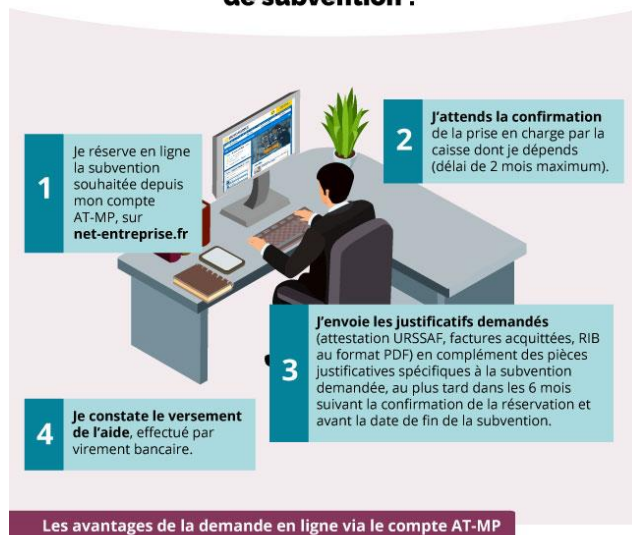 de subvention :
1
Je réserve en ligne
la subvention
souhaitée depuis
mon compte
AT-MP, sur
net-entreprise.fr
2
J'attends la confirmation
de la prise en charge par la
caisse dont je dépends
(délai de 2 mois maximum).
3
J'envoie les justificatifs demandés
(attestation URSSAF, factures acquittées, RIB
au format PDF) en complément des pièces
justificatives spécifiques à la subvention
demandée, au plus tard dans les 6 mois
suivant la confirmation de la réservation et
avant la date de fin de la subvention.
4
Je constate le versement
de l'aide, effectué par
virement bancaire.
Les avantages de la demande en ligne via le compte AT-MP